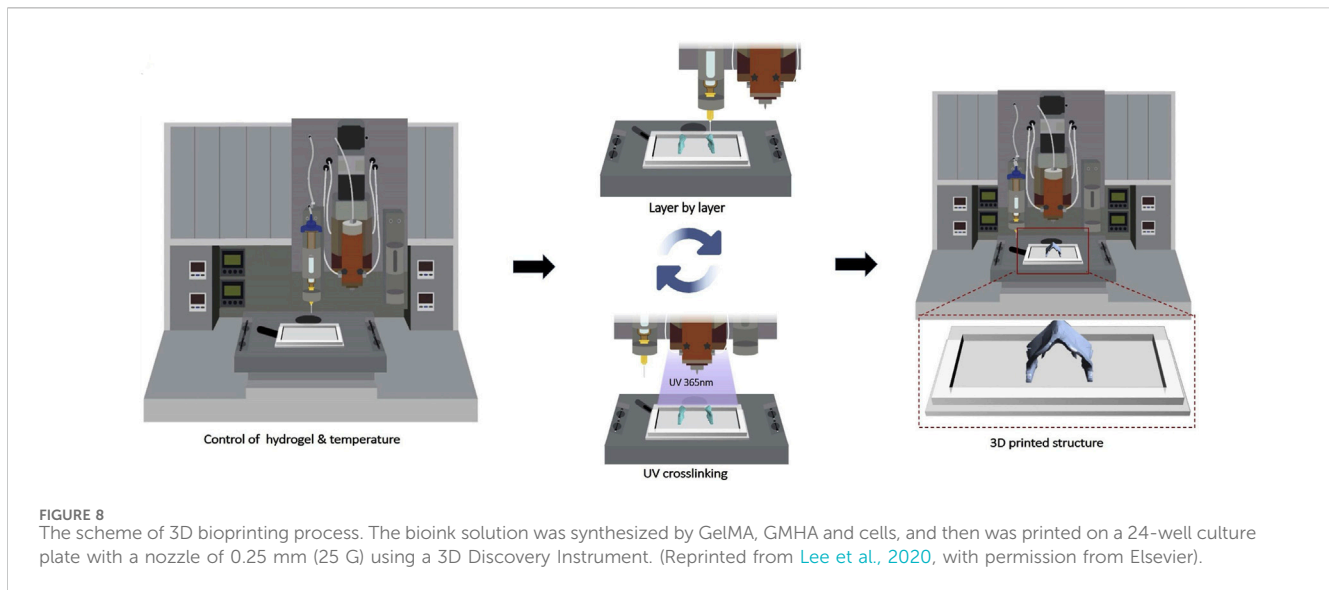 Layer by layer
UV 365nm
UV crosslinking
Control of hydrogel & temperature
3D printed structure
FIGURE 8
The scheme of 3D bioprinting process. The bioink solution was synthesized by GelMA, GMHA and cells, and then was printed on a 24-well culture
plate with a nozzle of 0.25 mm (25 G) using a 3D Discovery Instrument. (Reprinted from Lee et al., 2020, with permission from Elsevier).